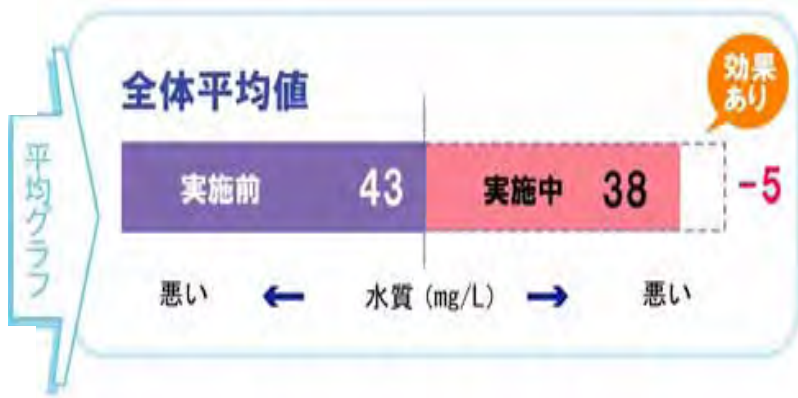 平均グラフ
全体平均値
効果
あり
実施前 43 実施中 38 -5
悪い ← 水質(mg/L) → 悪い